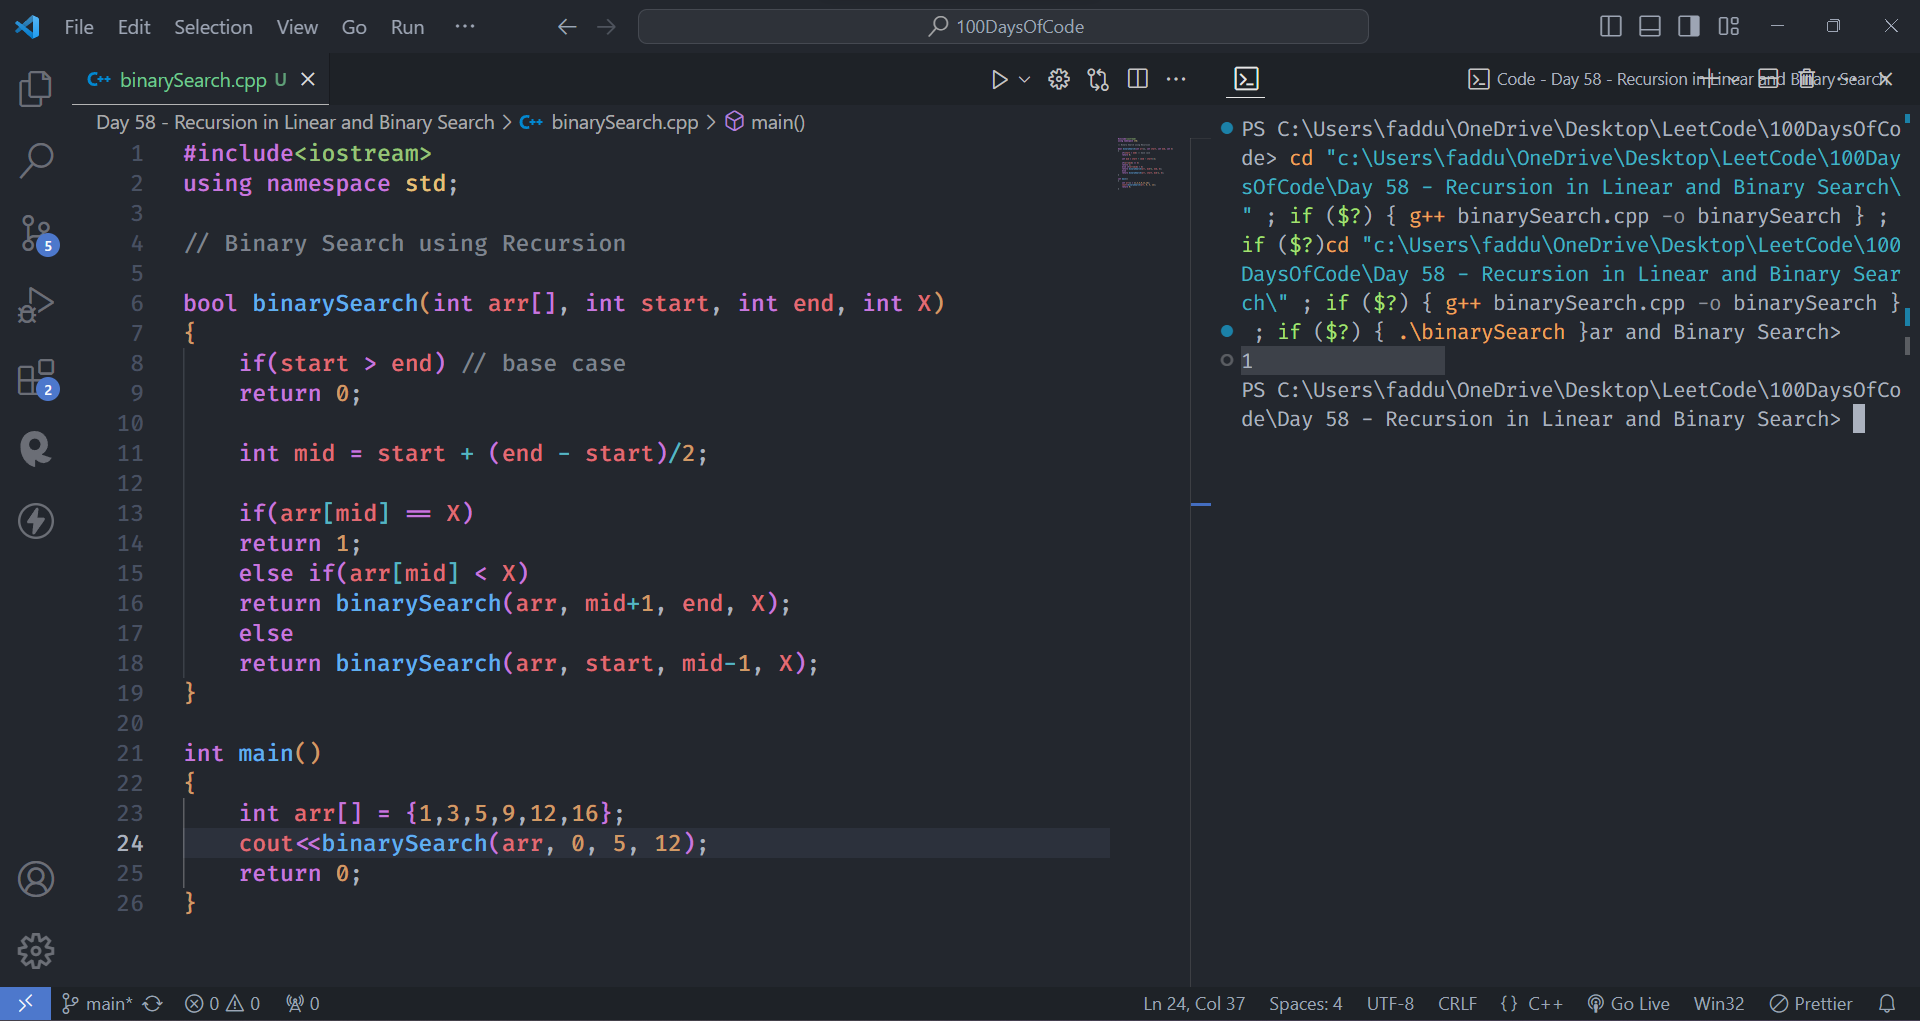 File Edit Selection View Go Run ··· 100DaysOfCode
C++ binarySearch.cpp U
Code - Day 58 - Recursion in Linear and Binary Search
Day 58 - Recursion in Linear and Binary Search > C++ binarySearch.cpp > main()
1 #include<iostream>
2 using namespace std;
3
4 // Binary Search using Recursion
5
6 bool binarySearch(int arr[], int start, int end, int X)
7 {
8 if(start > end) // base case
9 return 0;
10
11 int mid = start + (end - start)/2;
12
13 if(arr[mid] == X)
14 return 1;
15 else if(arr[mid] < X)
16 return binarySearch(arr, mid+1, end, X);
17 else
18 return binarySearch(arr, start, mid-1, X);
19 }
20
21 int main()
22 {
23 int arr[] = {1,3,5,9,12,16};
24 cout<<binarySearch(arr, 0, 5, 12);
25 return 0;
26 }
PS C:\Users\faddu\OneDrive\Desktop\LeetCode\100DaysOfCo
de> cd "c:\Users\faddu\OneDrive\Desktop\LeetCode\100Day
sOfCode\Day 58 - Recursion in Linear and Binary Search\
" ; if ($?) { g++ binarySearch.cpp -o binarySearch } ;
if ($?)cd "c:\Users\faddu\OneDrive\Desktop\LeetCode\100
DaysOfCode\Day 58 - Recursion in Linear and Binary Sear
ch\" ; if ($?) { g++ binarySearch.cpp -o binarySearch }
; if ($?) { .\binarySearch }ar and Binary Search>
1
PS C:\Users\faddu\OneDrive\Desktop\LeetCode\100DaysOfCo
de\Day 58 - Recursion in Linear and Binary Search>
5
2
main* 0 0 0 Ln 24, Col 37 Spaces: 4 UTF-8 CRLF {} C++ Go Live Win32 Prettier